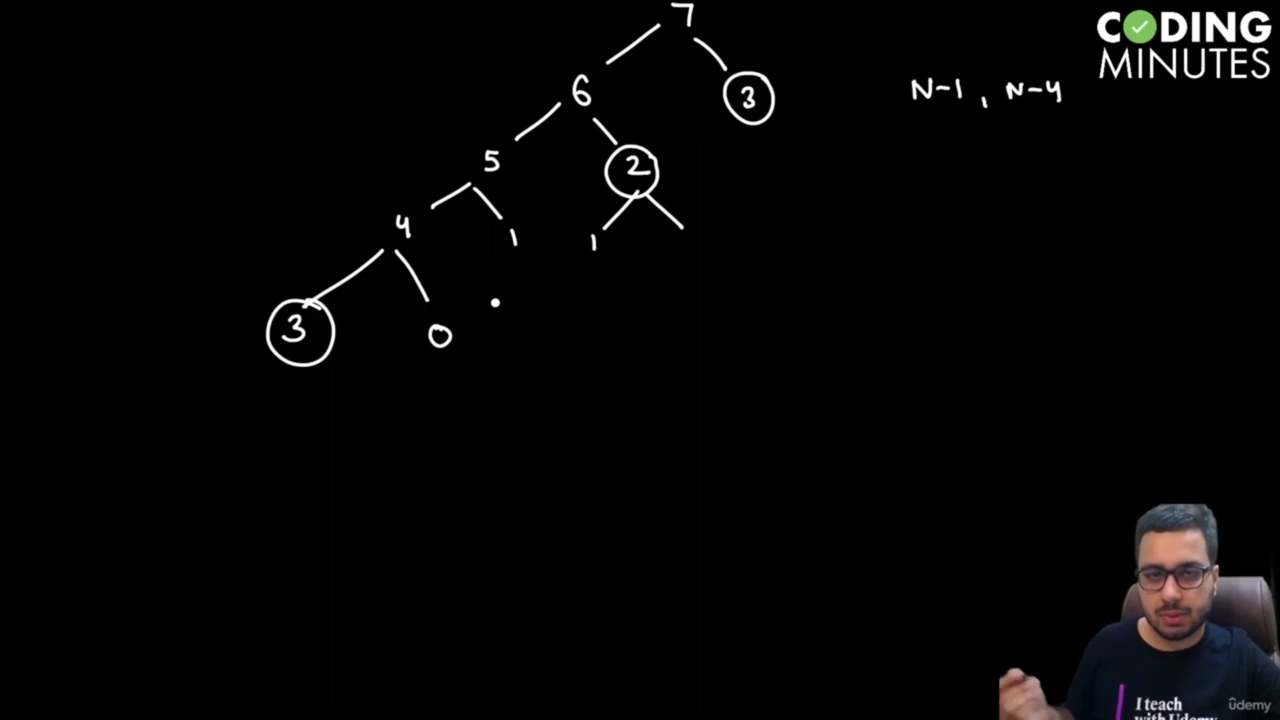 7
CODING
MINUTES
6
3
N-1, N-4
5
2
4
1
1
3
0
I teach
with Udemy
ûdemy